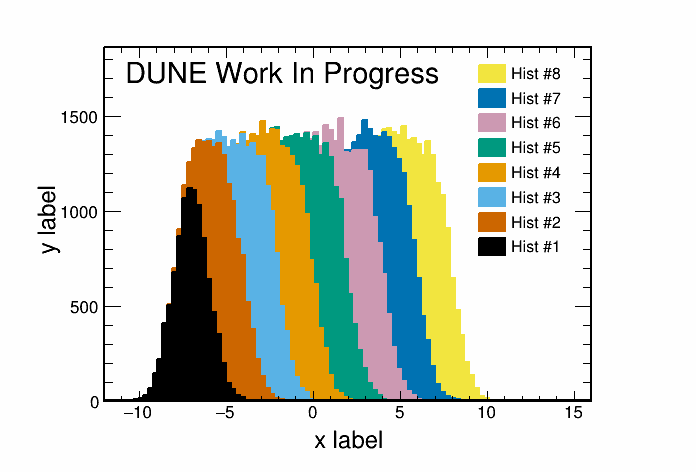 DUNE Work In Progress
Hist #8
Hist #7
Hist #6
Hist #5
Hist #4
Hist #3
Hist #2
Hist #1
y label
1500
1000
500
0
−10 −5 0 5 10 15
x label